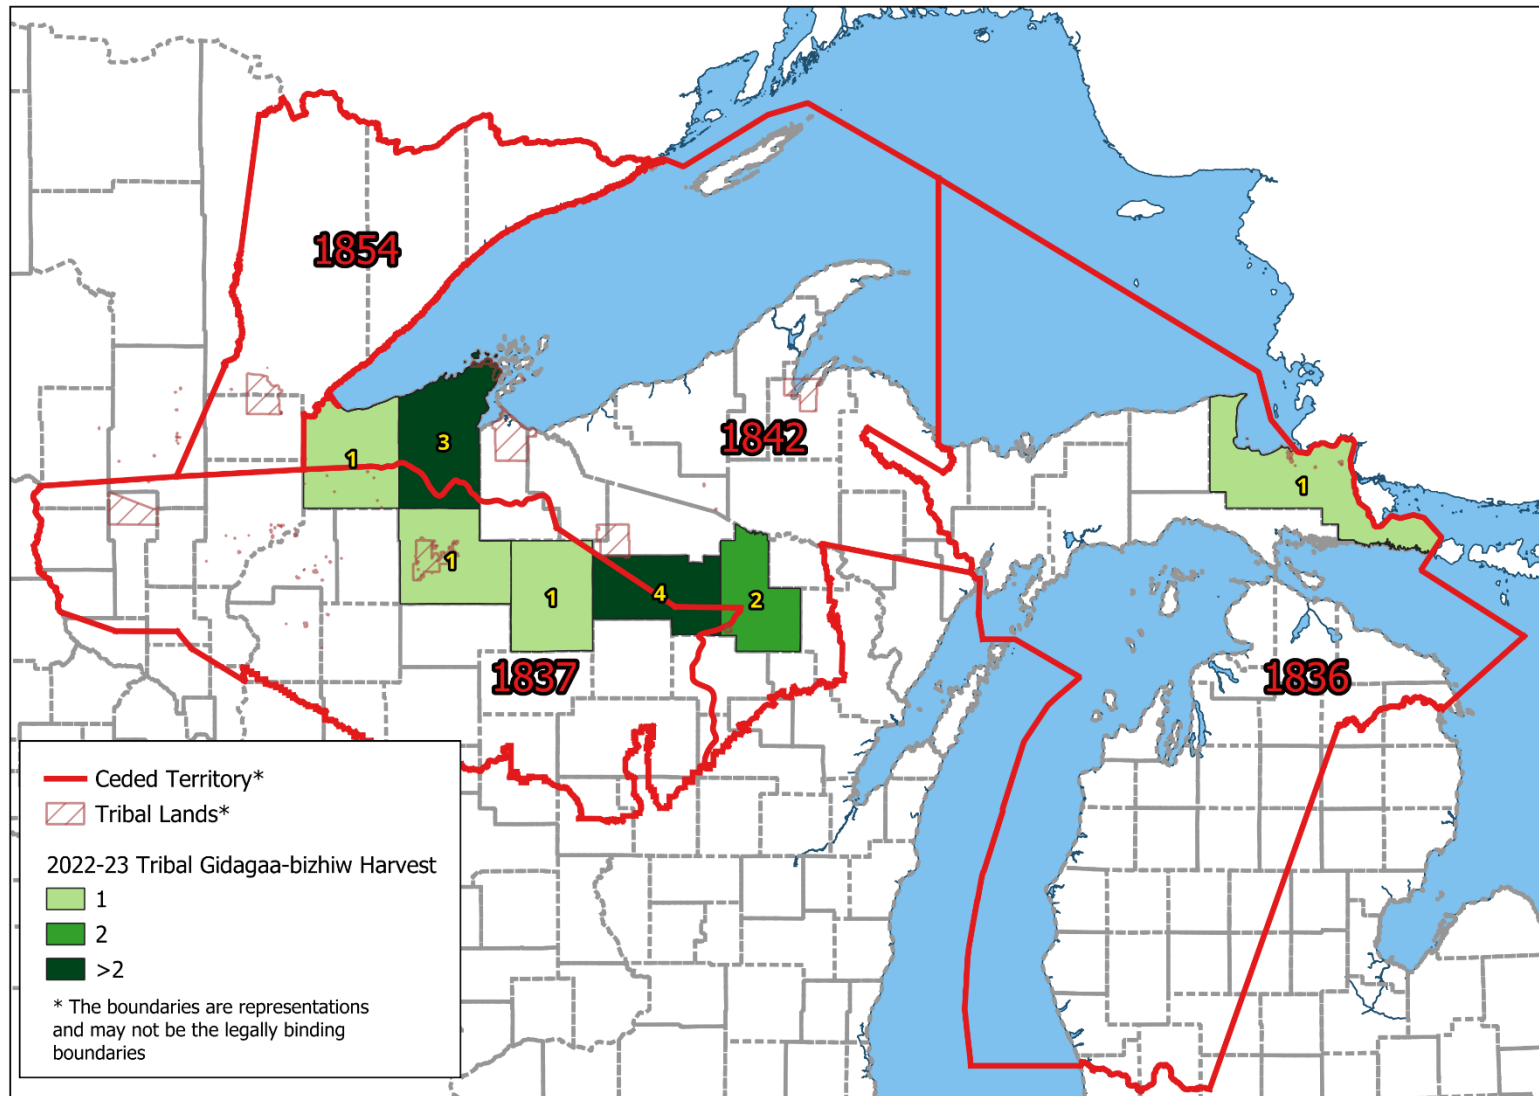 1854
1842
3
1
1
1
1
4
2
1837
1836
Ceded Territory*
Tribal Lands*
2022-23 Tribal Gidagaa-bizhiw Harvest
1
2
>2
* The boundaries are representations
and may not be the legally binding
boundaries